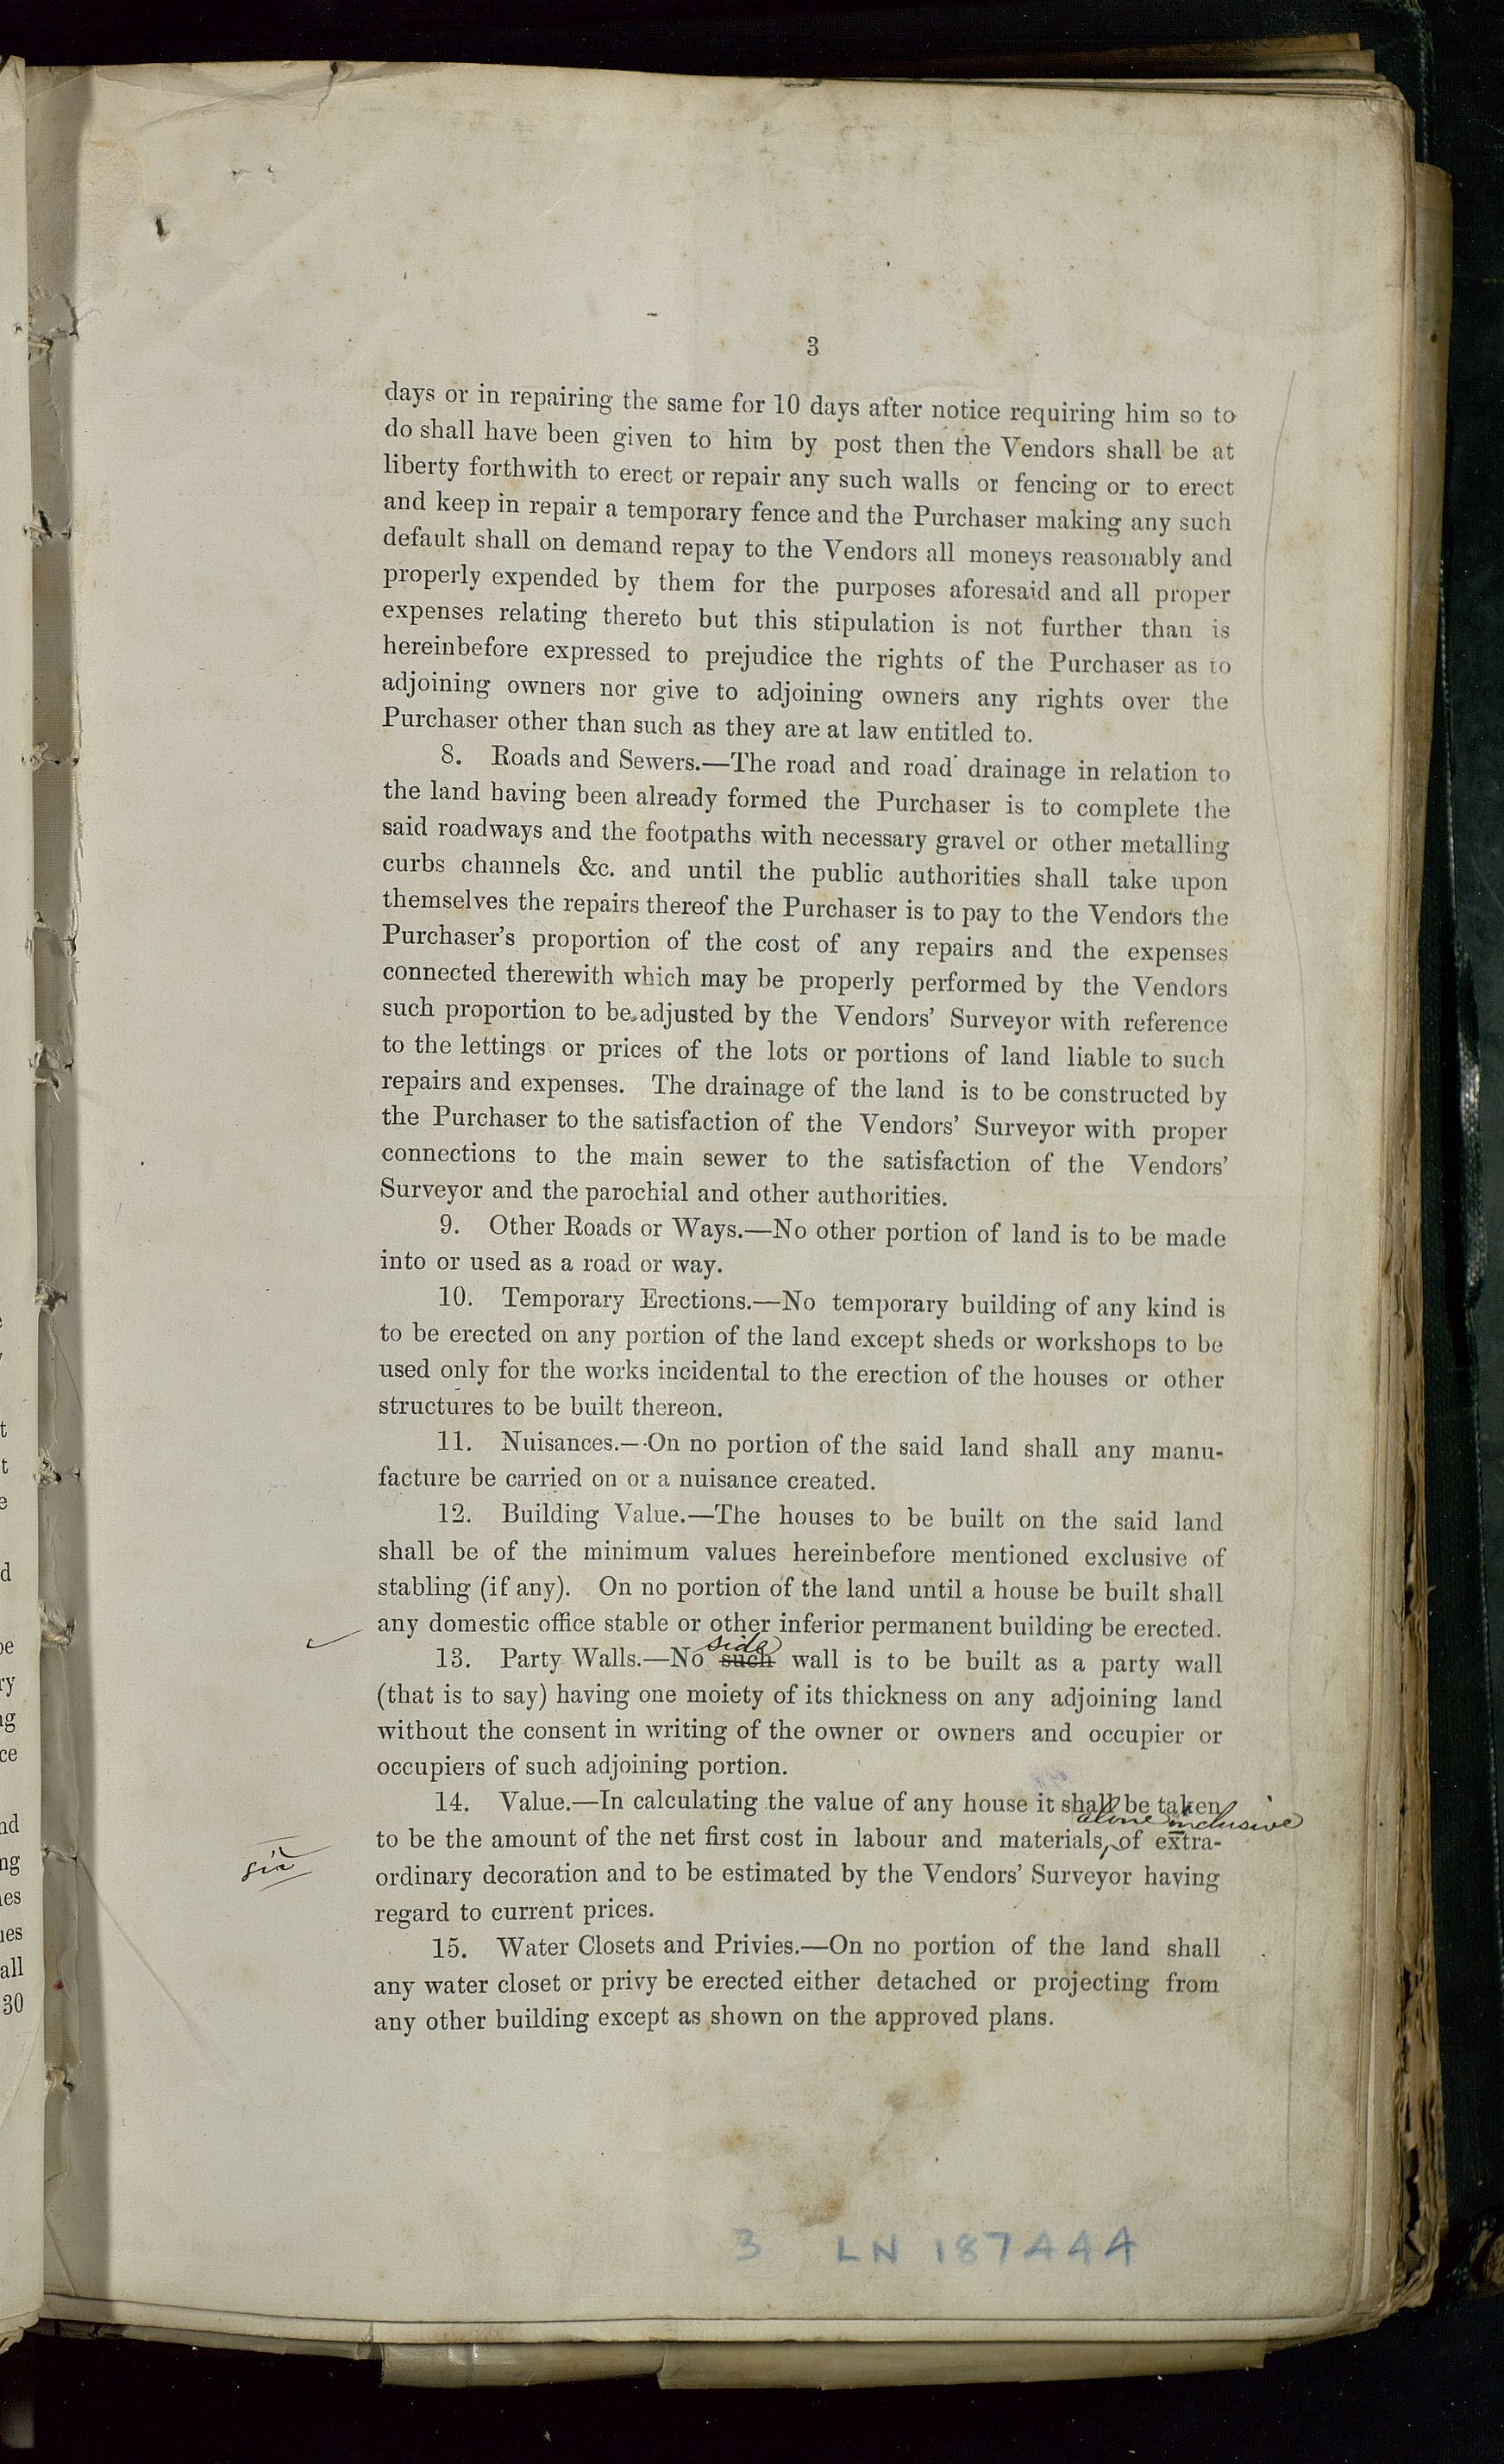 3
days or in repairing the same for 10 days after notice requiring him so to
do shall have been given to him by post then the Vendors shall be at
liberty forthwith to erect or repair any such walls or fencing or to erect
and keep in repair a temporary fence and the Purchaser making any such
default shall on demand repay to the Vendors all moneys reasonably and
properly expended by them for the purposes aforesaid and all proper
expenses relating thereto but this stipulation is not further than is
hereinbefore expressed to prejudice the rights of the Purchaser as to
adjoining owners nor give to adjoining owners any rights over the
Purchaser other than such as they are at law entitled to.
8. Roads and Sewers.—The road and road drainage in relation to
the land having been already formed the Purchaser is to complete the
said roadways and the footpaths with necessary gravel or other metalling
curbs channels &c. and until the public authorities shall take upon
themselves the repairs thereof the Purchaser is to pay to the Vendors the
Purchaser's proportion of the cost of any repairs and the expenses
connected therewith which may be properly performed by the Vendors
such proportion to be adjusted by the Vendors' Surveyor with reference
to the lettings or prices of the lots or portions of land liable to such
repairs and expenses. The drainage of the land is to be constructed by
the Purchaser to the satisfaction of the Vendors' Surveyor with proper
connections to the main sewer to the satisfaction of the Vendors'
Surveyor and the parochial and other authorities.
9. Other Roads or Ways.—No other portion of land is to be made
into or used as a road or way.
10. Temporary Erections.—No temporary building of any kind is
to be erected on any portion of the land except sheds or workshops to be
used only for the works incidental to the erection of the houses or other
structures to be built thereon.
11. Nuisances.—On no portion of the said land shall any manu-
facture be carried on or a nuisance created.
12. Building Value.—The houses to be built on the said land
shall be of the minimum values hereinbefore mentioned exclusive of
stabling (if any). On no portion of the land until a house be built shall
any domestic office stable or other inferior permanent building be erected.
side
13. Party Walls.—No such wall is to be built as a party wall
(that is to say) having one moiety of its thickness on any adjoining land
without the consent in writing of the owner or owners and occupier or
occupiers of such adjoining portion.
14. Value.—In calculating the value of any house it shall be taken
alone inclusive
to be the amount of the net first cost in labour and materials, of extra-
sic
ordinary decoration and to be estimated by the Vendors' Surveyor having
regard to current prices.
15. Water Closets and Privies.—On no portion of the land shall
any water closet or privy be erected either detached or projecting from
any other building except as shown on the approved plans.
3 LN 187444